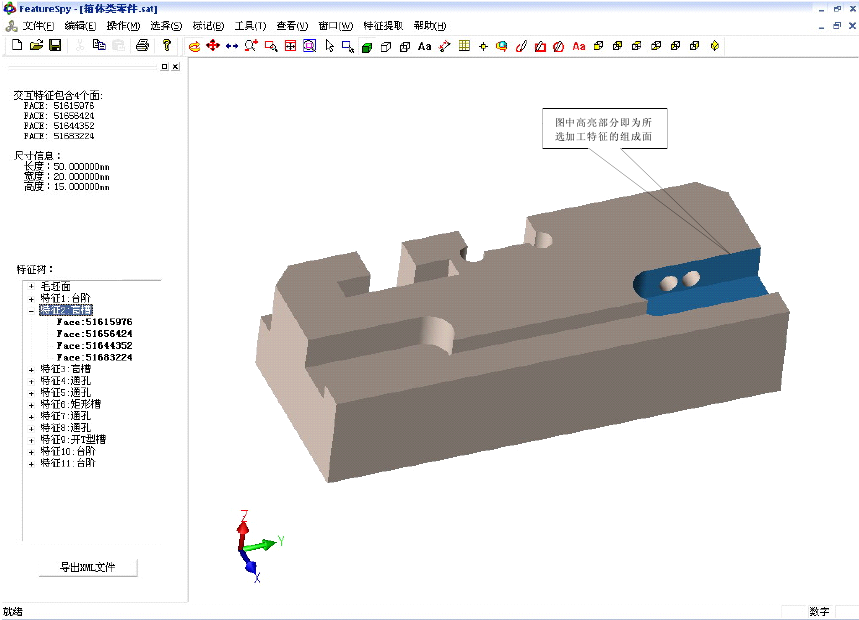 FeatureSpy - [箱体类零件.sat]
文件(F) 编辑(E) 操作(M) 选择(S) 标记(B) 工具(T) 查看(V) 窗口(W) 特征提取 帮助(H)
Aa Aa
交互特征包含4个面:
FACE: 51615976
FACE: 51656424
FACE: 51644352
FACE: 51683224
尺寸信息:
长度:50.000000mm
宽度:20.000000mm
高度:15.000000mm
图中高亮部分即为所
选加工特征的组成面
特征树:
毛坯面
特征1:台阶
特征2:盲槽
Face:51615976
Face:51656424
Face:51644352
Face:51683224
特征3:盲槽
特征4:通孔
特征5:通孔
特征6:矩形槽
特征7:通孔
特征8:通孔
特征9:开T型槽
特征10:台阶
特征11:台阶
导出XML文件
Z
Y
X
就绪
数字